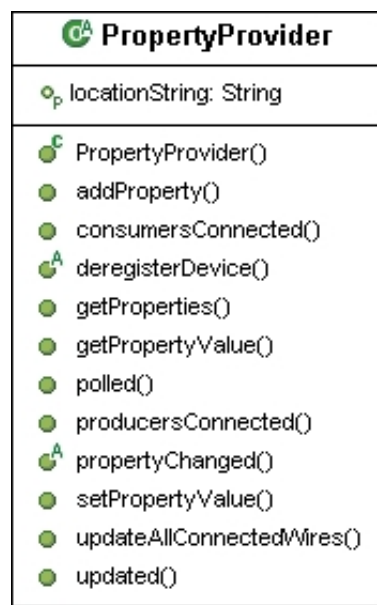 PropertyProvider
locationString: String
PropertyProvider()
addProperty()
consumersConnected()
deregisterDevice()
getProperties()
getPropertyValue()
polled()
producersConnected()
propertyChanged()
setPropertyValue()
updateAllConnectedWires()
updated()